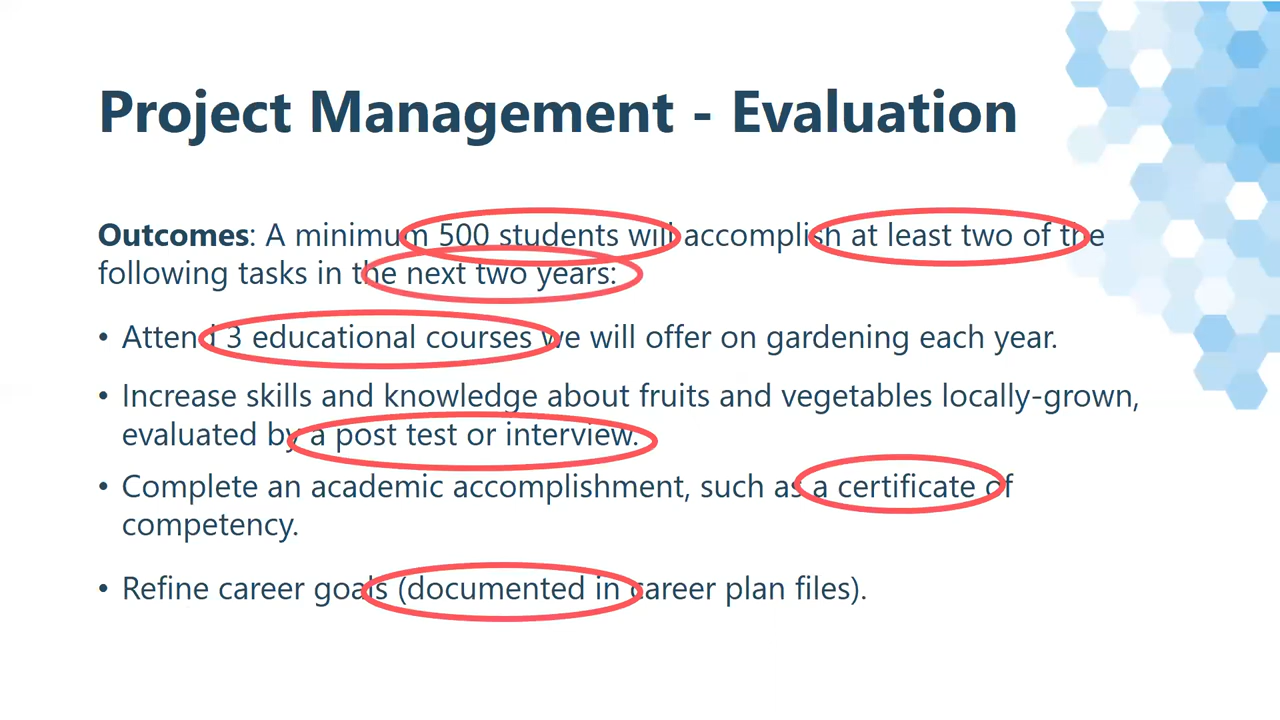 Project Management - Evaluation
Outcomes: A minimum 500 students will accomplish at least two of the
following tasks in the next two years:
• Attend 3 educational courses we will offer on gardening each year.
• Increase skills and knowledge about fruits and vegetables locally-grown,
evaluated by a post test or interview.
• Complete an academic accomplishment, such as a certificate of
competency.
• Refine career goals (documented in career plan files).